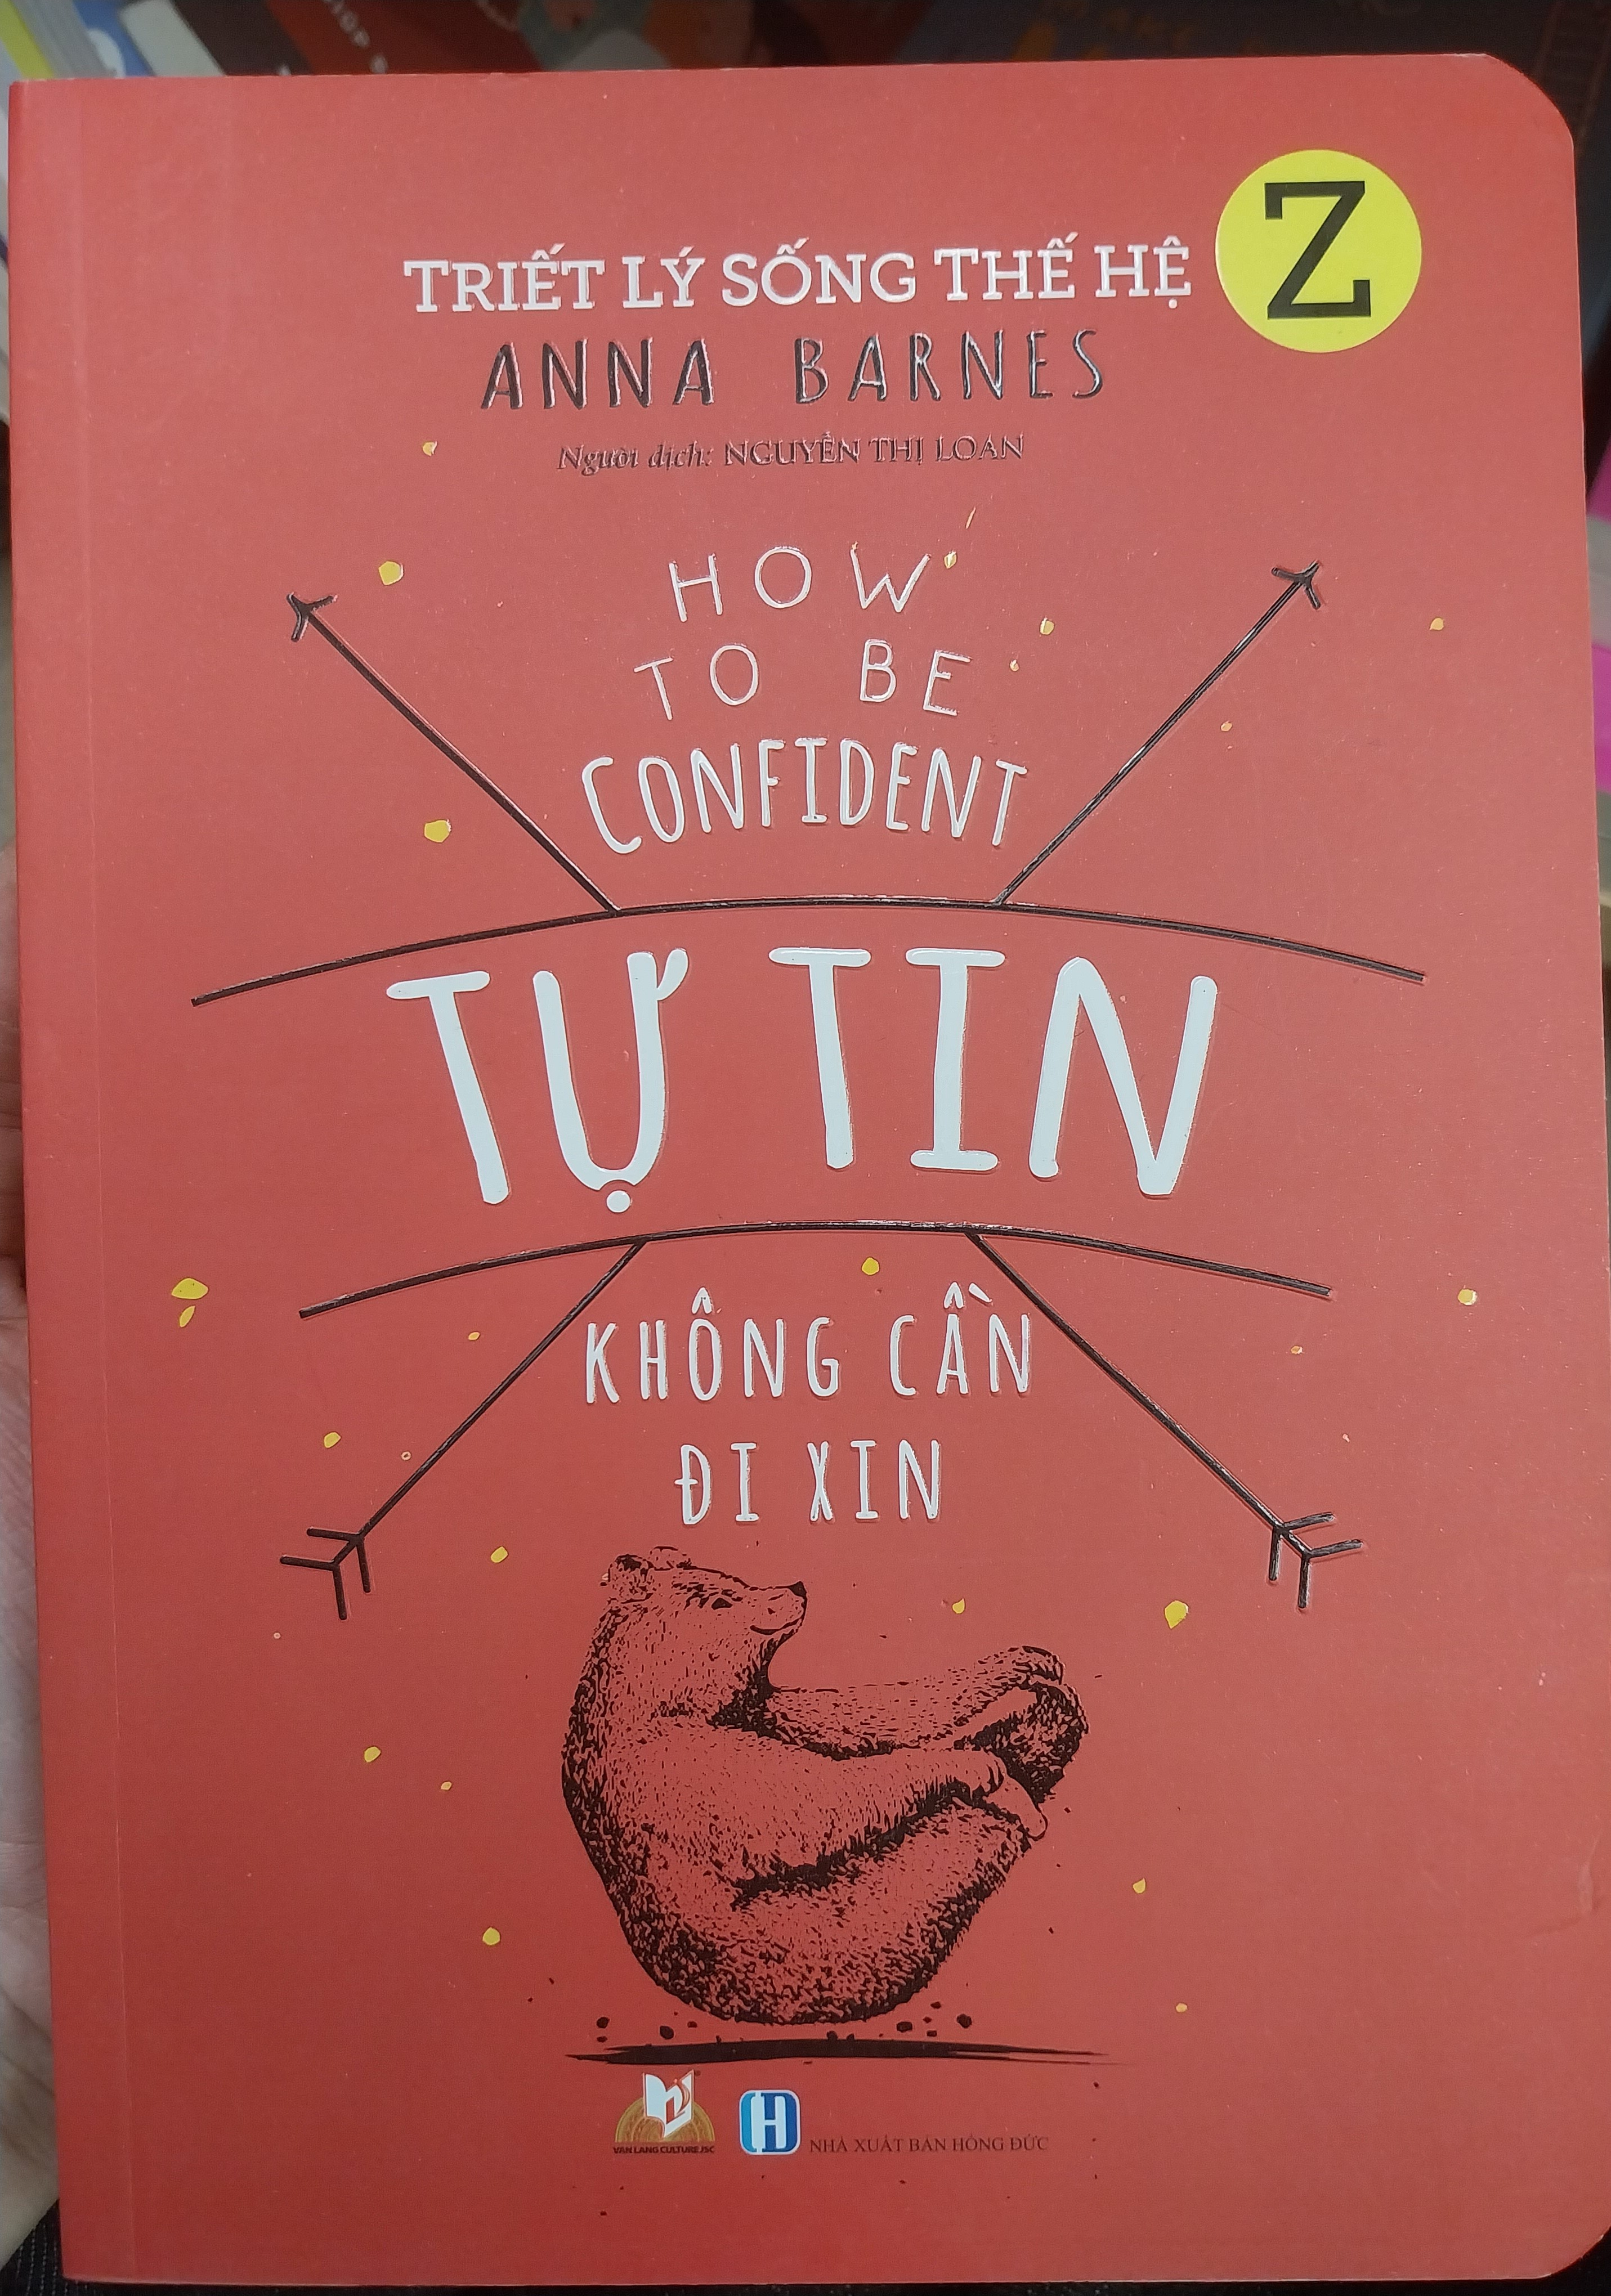 TRIẾT LÝ SỐNG THẾ HỆ Z
ANNA BARNES
Người dịch: NGUYỄN THỊ LOAN
HOW
TO BE
CONFIDENT
TỰ TIN
KHÔNG CẦN
ĐI XIN
VAN LANG CULTURE JSC
NHÀ XUẤT BẢN HỒNG ĐỨC